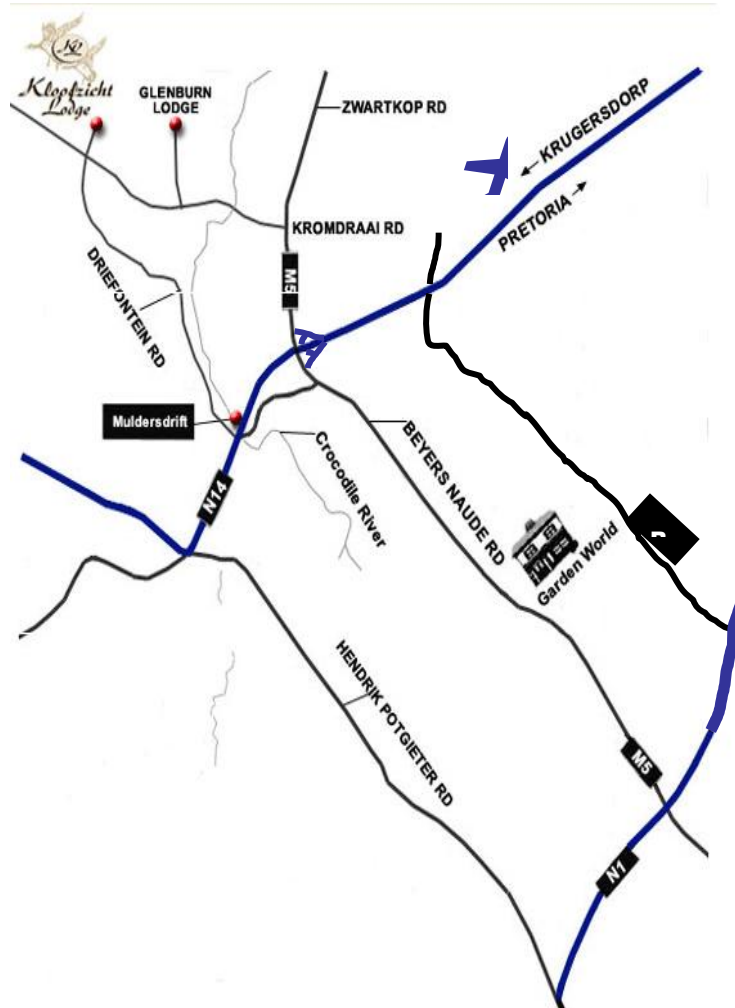 Kloofzicht
Lodge
GLENBURN
LODGE
ZWARTKOP RD
KRUGERSDORP
PRETORIA
KROMDRAAI RD
M5
DRIEFONTEIN RD
Muldersdrift
N14
Crocodile River
BEYERS NAUDE RD
Garden World
HENDRIK POTGIETER RD
M5
N1